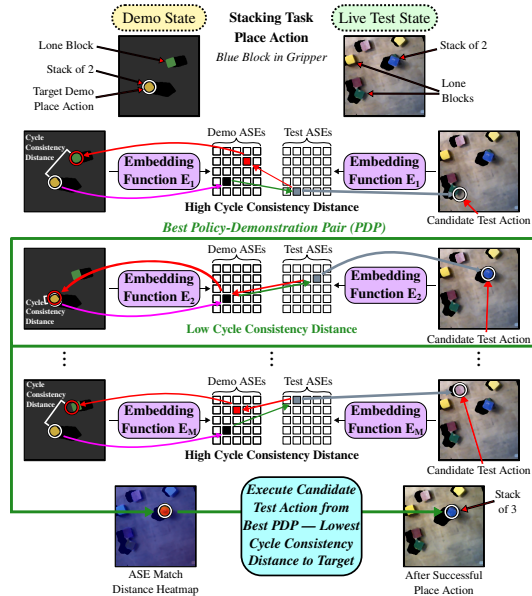 Demo State
Stacking Task
Place Action
Blue Block in Gripper
Live Test State
Lone Block
Stack of 2
Target Demo
Place Action
Stack of 2
Lone
Blocks
Cycle
Consistency
Distance
Embedding
Function E1
Demo ASEs
Test ASEs
Embedding
Function E1
High Cycle Consistency Distance
Candidate Test Action
Best Policy-Demonstration Pair (PDP)
Cycle
Consistency
Distance
Embedding
Function E2
Demo ASEs
Test ASEs
Embedding
Function E2
Low Cycle Consistency Distance
Candidate
Test Action
Cycle
Consistency
Distance
Embedding
Function EM
Demo ASEs
Test ASEs
Embedding
Function EM
High Cycle Consistency Distance
Candidate Test Action
ASE Match
Distance Heatmap
Execute Candidate
Test Action from
Best PDP — Lowest
Cycle Consistency
Distance to Target
Stack
of 3
After Successful
Place Action